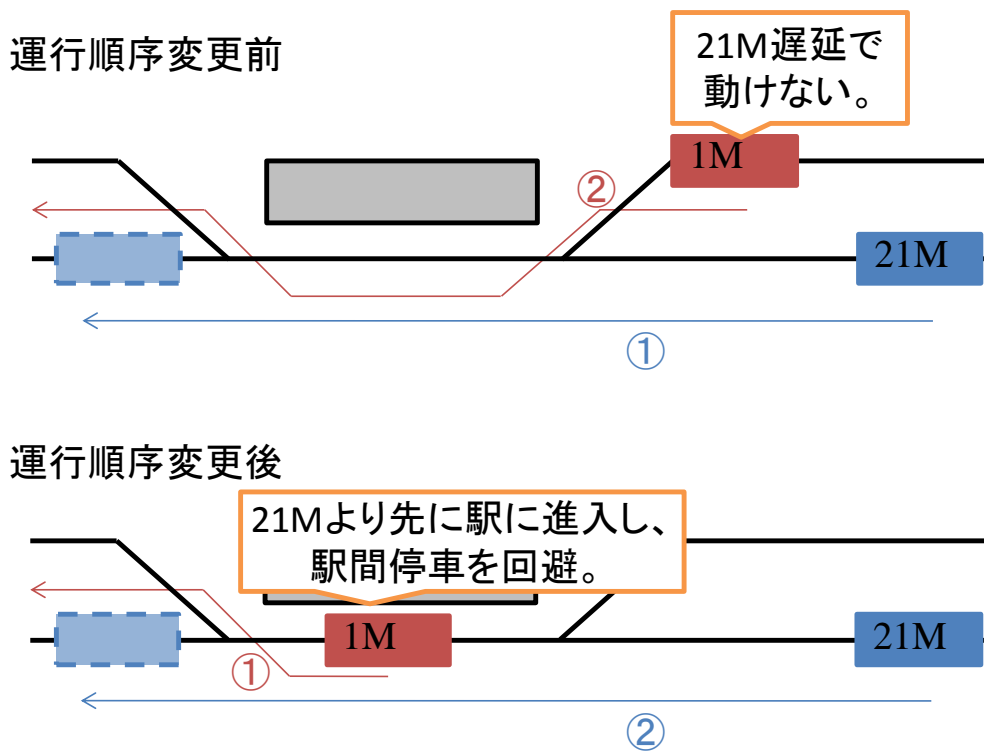 運行順序変更前
21M遅延で
動けない。
1M
②
21M
①
運行順序変更後
21Mより先に駅に進入し、
駅間停車を回避。
1M
21M
①
②